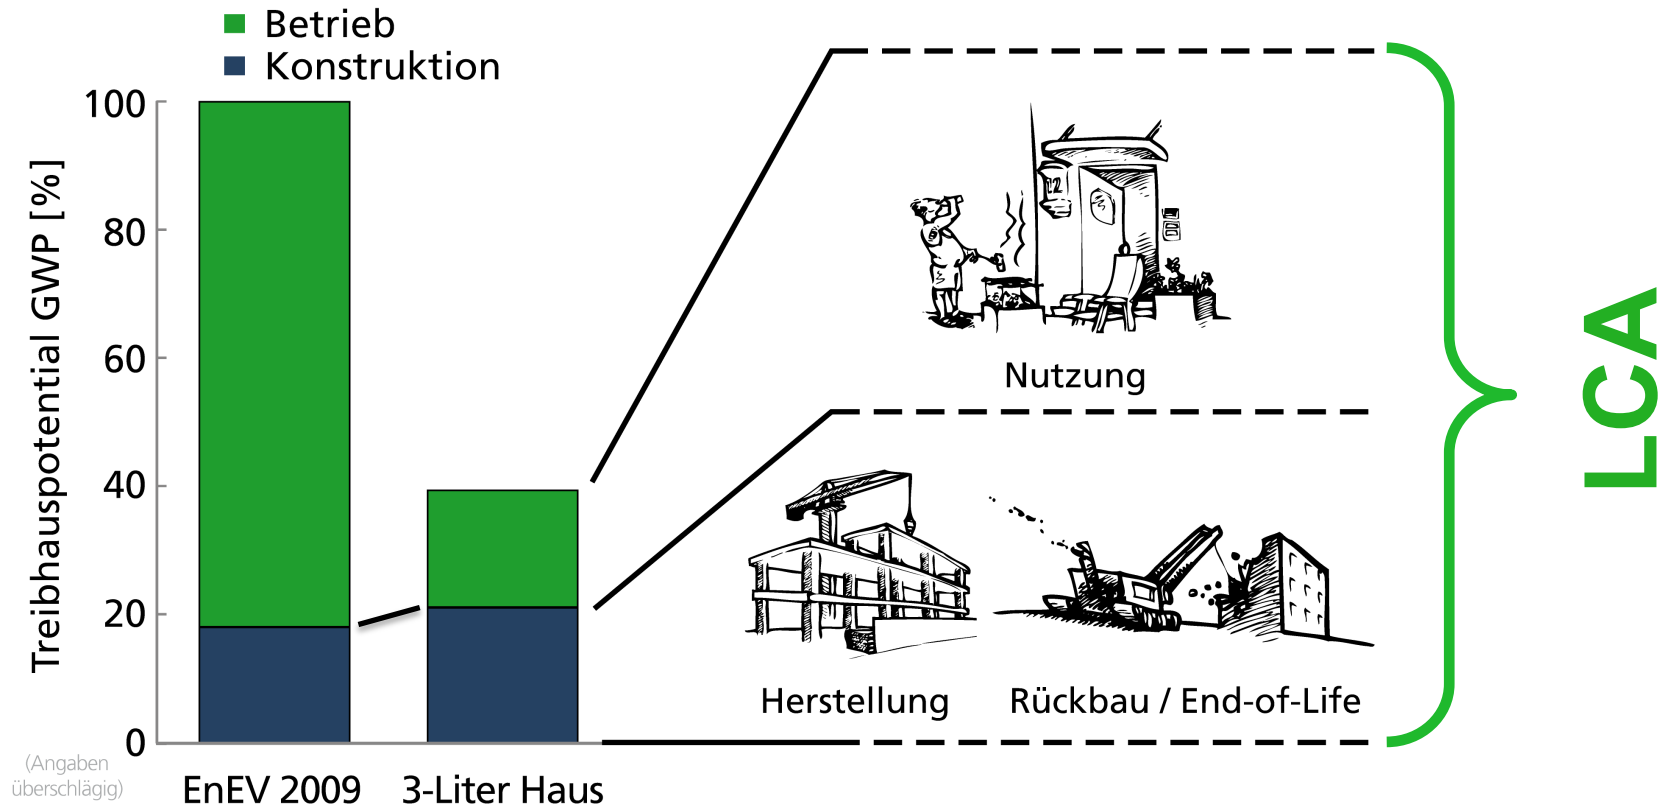 Betrieb
Konstruktion
Treibhauspotential GWP [%]
100
80
60
40
20
0
(Angaben
überschlägig)
EnEV 2009
3-Liter Haus
12
Nutzung
Herstellung
Rückbau / End-of-Life
LCA